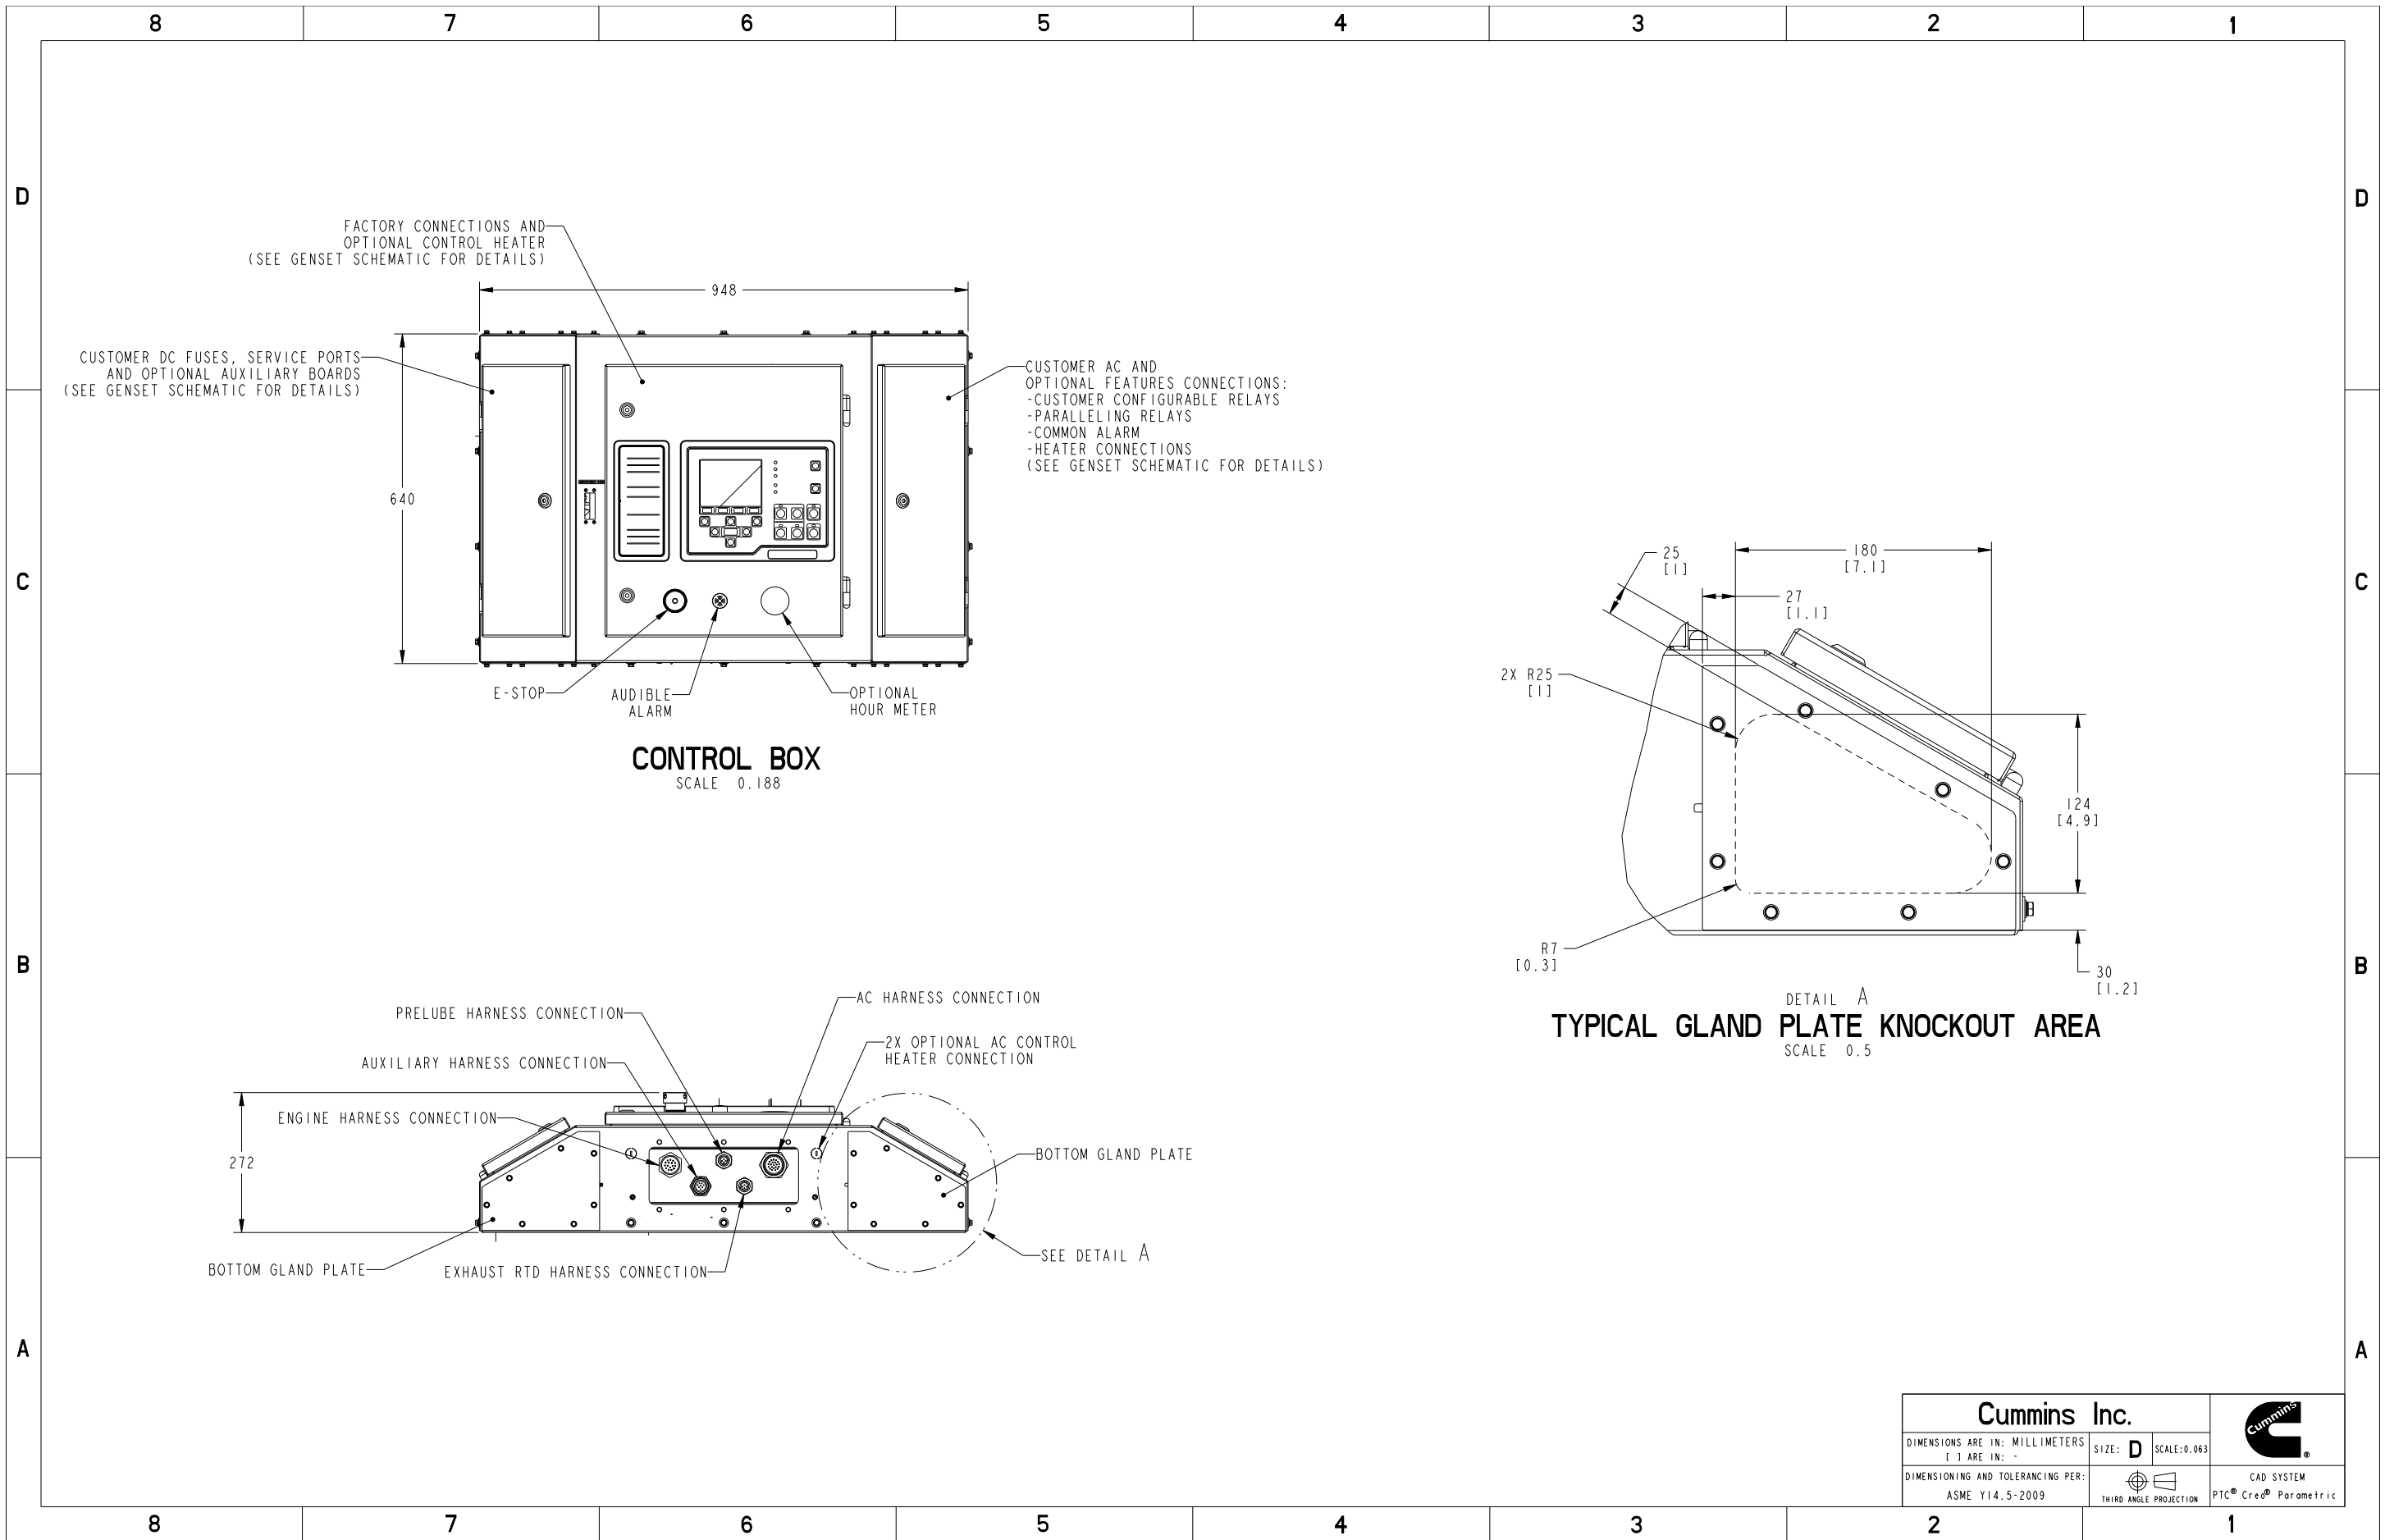 8 7 6 5 4 3 2 1
D
D
FACTORY CONNECTIONS AND
OPTIONAL CONTROL HEATER
(SEE GENSET SCHEMATIC FOR DETAILS)
948
CUSTOMER DC FUSES, SERVICE PORTS
AND OPTIONAL AUXILIARY BOARDS
(SEE GENSET SCHEMATIC FOR DETAILS)
CUSTOMER AC AND
OPTIONAL FEATURES CONNECTIONS:
-CUSTOMER CONFIGURABLE RELAYS
-PARALLELING RELAYS
-COMMON ALARM
-HEATER CONNECTIONS
(SEE GENSET SCHEMATIC FOR DETAILS)
640
E-STOP
AUDIBLE
ALARM
OPTIONAL
HOUR METER
CONTROL BOX
SCALE 0.188
C
C
25
[1]
180
[7.1]
27
[1.1]
2X R25
[1]
124
[4.9]
R7
[0.3]
30
[1.2]
DETAIL A
TYPICAL GLAND PLATE KNOCKOUT AREA
SCALE 0.5
B
B
AC HARNESS CONNECTION
PRELUBE HARNESS CONNECTION
2X OPTIONAL AC CONTROL
HEATER CONNECTION
AUXILIARY HARNESS CONNECTION
ENGINE HARNESS CONNECTION
272
BOTTOM GLAND PLATE
SEE DETAIL A
BOTTOM GLAND PLATE
EXHAUST RTD HARNESS CONNECTION
A
A
Cummins Inc.
DIMENSIONS ARE IN: MILLIMETERS
[ ] ARE IN: -
SIZE: D
SCALE:0.063
DIMENSIONING AND TOLERANCING PER:
ASME Y14.5-2009
THIRD ANGLE PROJECTION
Cummins
®
CAD SYSTEM
PTC® Creo® Parametric
8 7 6 5 4 3 2 1